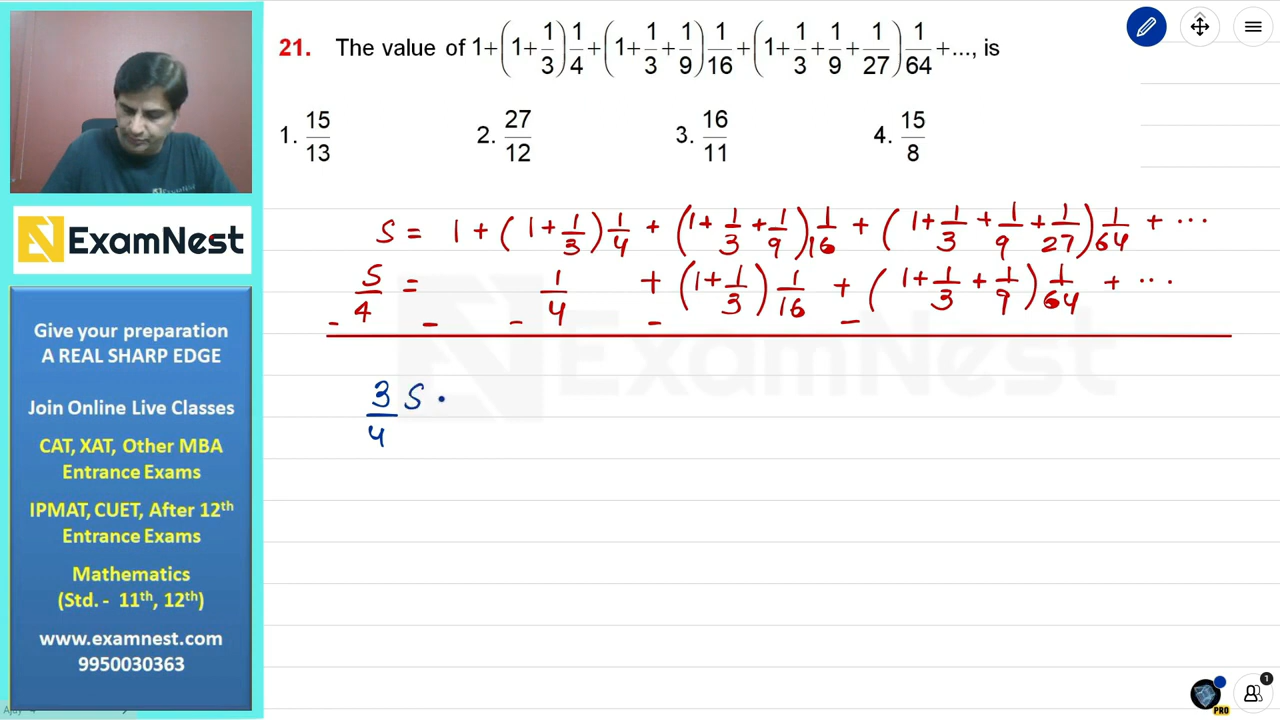 21. The value of 1+(1+1/3)1/4+(1+1/3+1/9)1/16+(1+1/3+1/9+1/27)1/64+..., is
1. 15/13 2. 27/12 3. 16/11 4. 15/8
S = 1 + (1+1/3)1/4 + (1+1/3+1/9)1/16 + (1+1/3+1/9+1/27)1/64 + ...
S/4 = 1/4 + (1+1/3)1/16 + (1+1/3+1/9)1/64 + ...
- - - - -
3/4 S
ExamNest
ExamNest
ExamNest
Give your preparation
A REAL SHARP EDGE
Join Online Live Classes
CAT, XAT, Other MBA
Entrance Exams
IPMAT, CUET, After 12th
Entrance Exams
Mathematics
(Std. - 11th, 12th)
www.examnest.com
9950030363
1
PRO